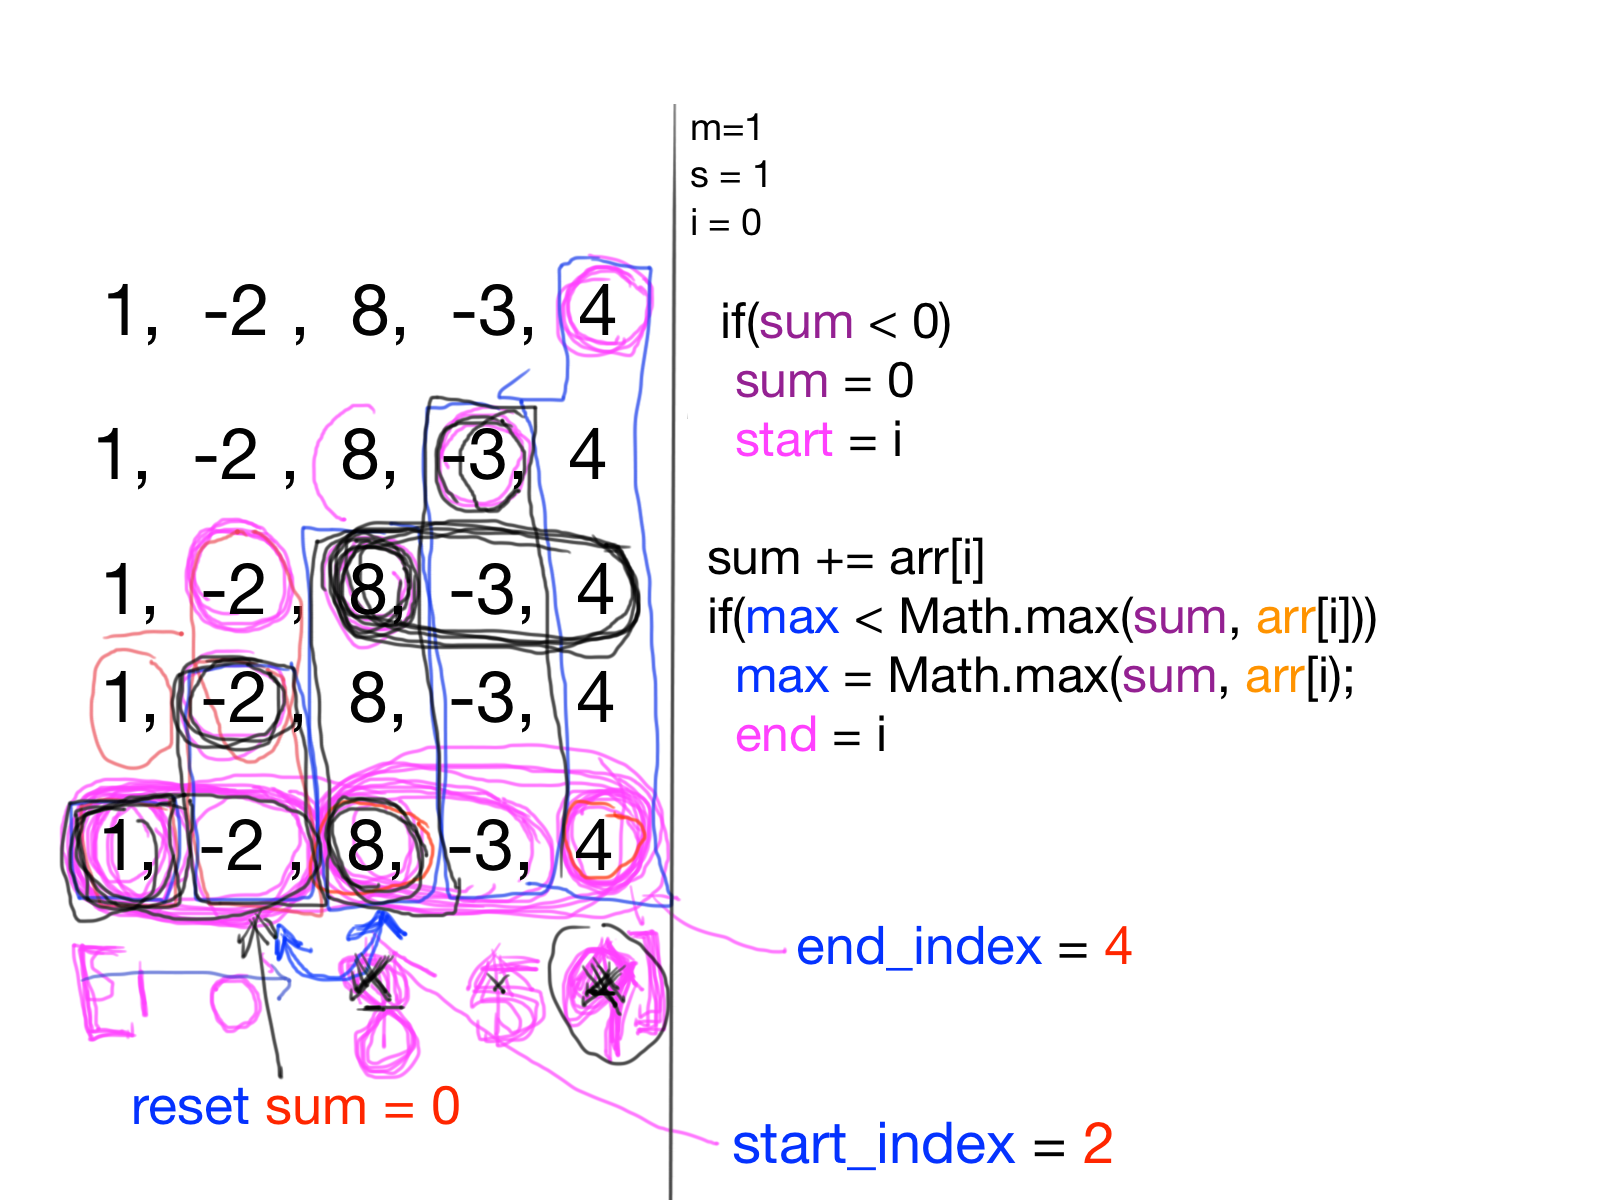 m=1
s = 1
i = 0
1, -2 , 8, -3, 4
1, -2 , 8, -3, 4
1, -2 , 8, -3, 4
1, -2 , 8, -3, 4
1, -2 , 8, -3, 4
reset sum = 0
if(sum < 0)
sum = 0
start = i
sum += arr[i]
if(max < Math.max(sum, arr[i]))
max = Math.max(sum, arr[i);
end = i
end_index = 4
start_index = 2